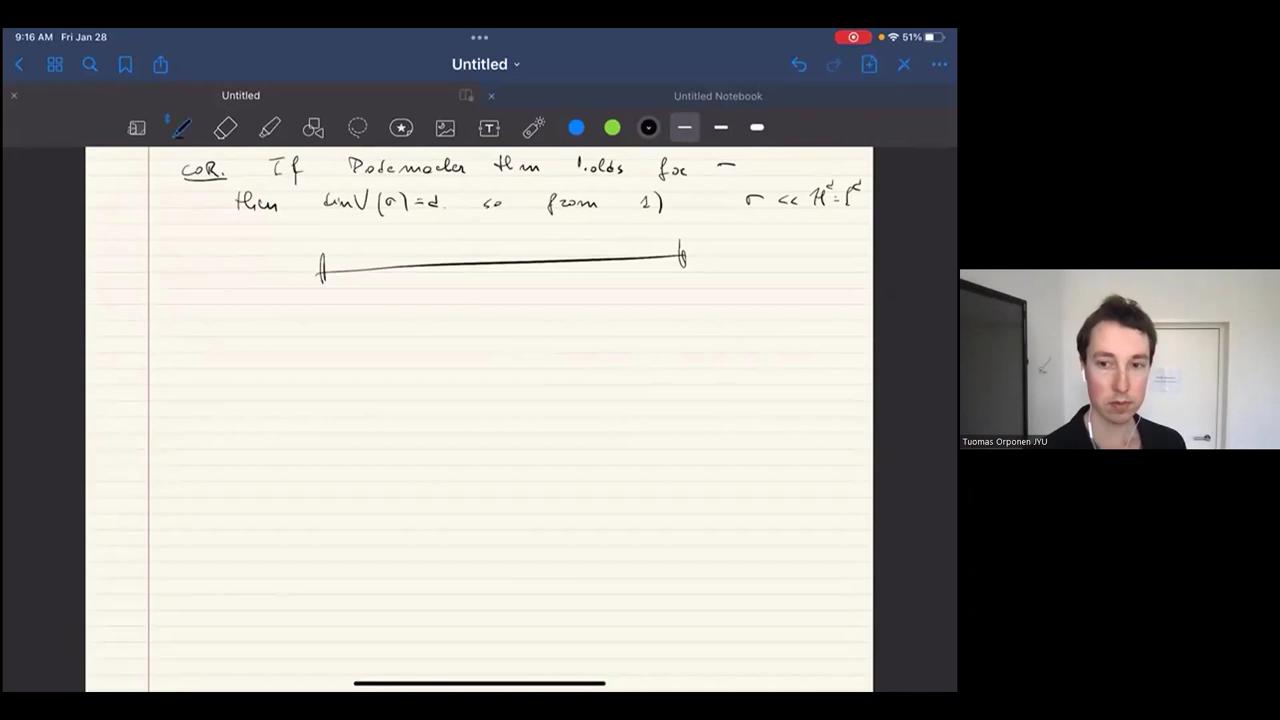 9:16 AM Fri Jan 28
51%
Untitled
Untitled
Untitled Notebook
COR. If Rademacher thm holds for σ
then dim V(σ) = d. so from 1) σ << H^d = L^d
Tuomas Orponen JYU